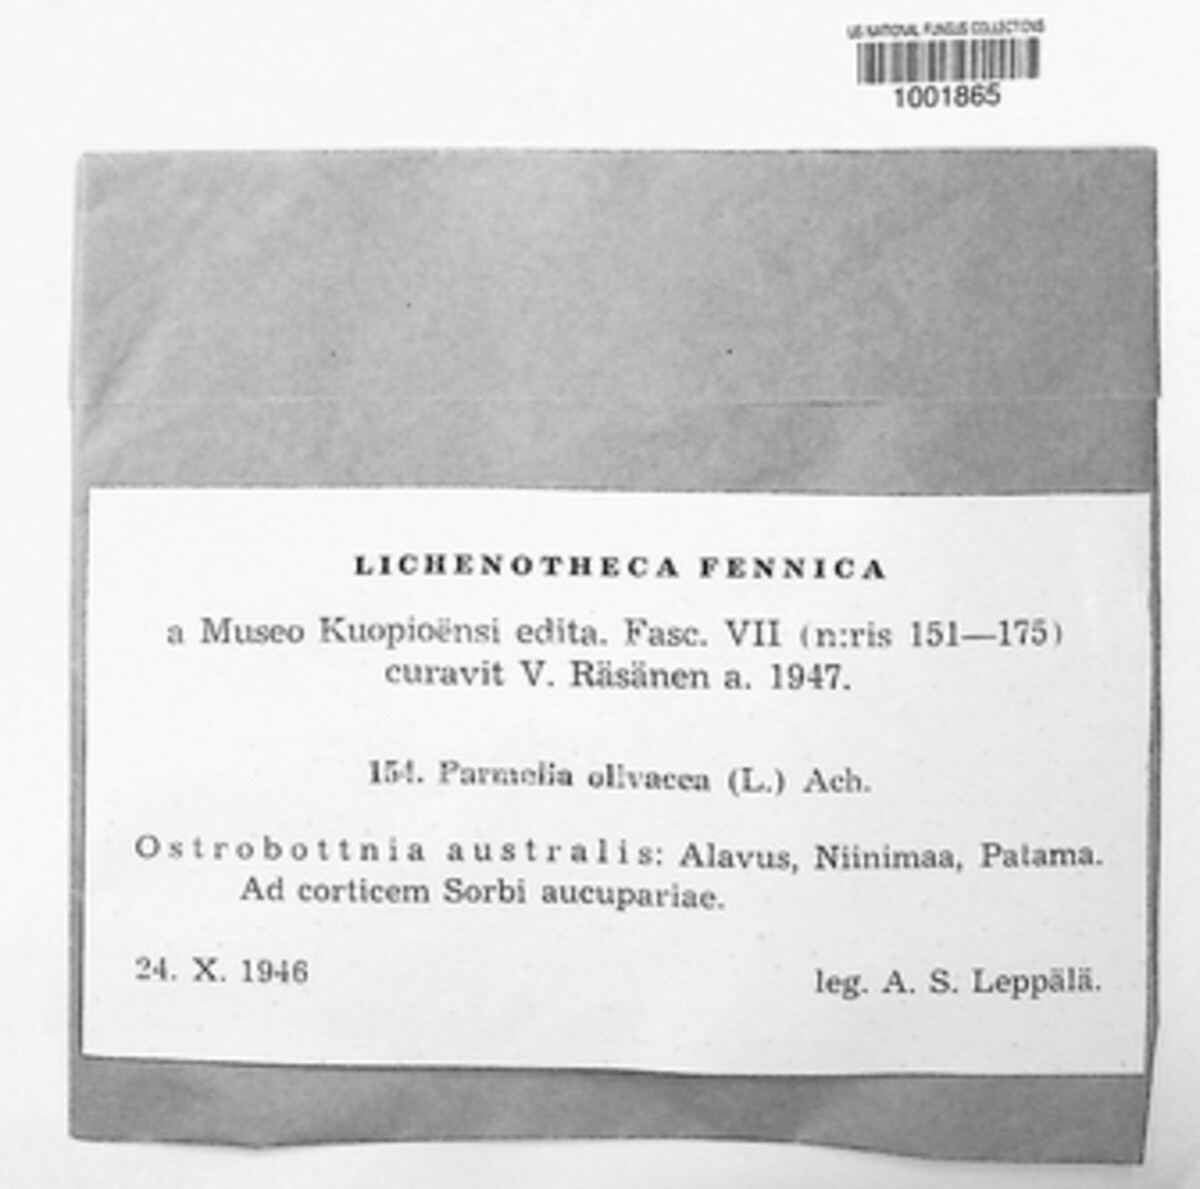 US NATIONAL FUNGUS COLLECTIONS
1001865
LICHENOTHECA FENNICA
a Museo Kuopioënsi edita. Fasc. VII (n:ris 151—175)
curavit V. Räsänen a. 1947.
154. Parmelia olivacea (L.) Ach.
Ostrobottnia australis: Alavus, Niinimaa, Patama.
Ad corticem Sorbi aucupariae.
24. X. 1946
leg. A. S. Leppälä.